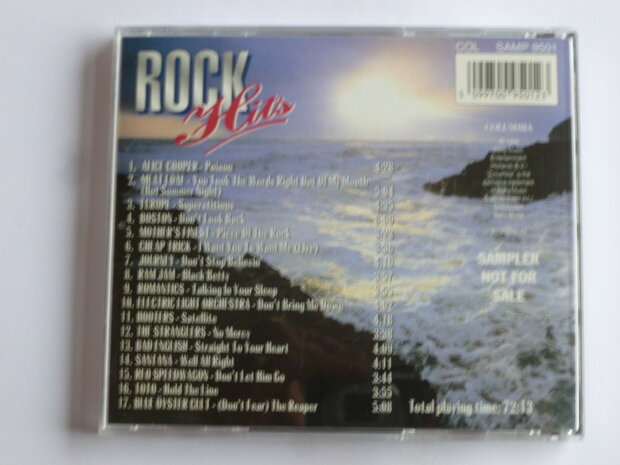 ROCK
Hits
COL SAMP 9501
COLUMBIA
1. ALICE COOPER - Poison 4:28
2. MEAT LOAF - You Took The Words Right Out Of My Mouth
(Hot Summer Night) 5:04
3. EUROPE - Superstitious 4:35
4. BOSTON - Don't Look Back
5. MOTHER'S FINEST - Piece Of The Rock
6. CHEAP TRICK - I Want You To Want Me (Live)
7. JOURNEY - Don't Stop Believin
8. RAM JAM - Black Betty
9. ROMANTICS - Talking In Your Sleep
10. ELECTRIC LIGHT ORCHESTRA - Don't Bring Me Down
11. HOOTERS - Satellite 4:18
12. THE STRANGLERS - No Mercy
13. BAD ENGLISH - Straight To Your Heart 4:09
14. SANTANA - Well All Right 4:11
15. REO SPEEDWAGON - Don't Let Him Go 3:44
16. TOTO - Hold The Line 3:55
17. BLUE OYSTER CULT - (Don't Fear) The Reaper 5:08
SAMPLER
NOT FOR
SALE
Total playing time: 72:13